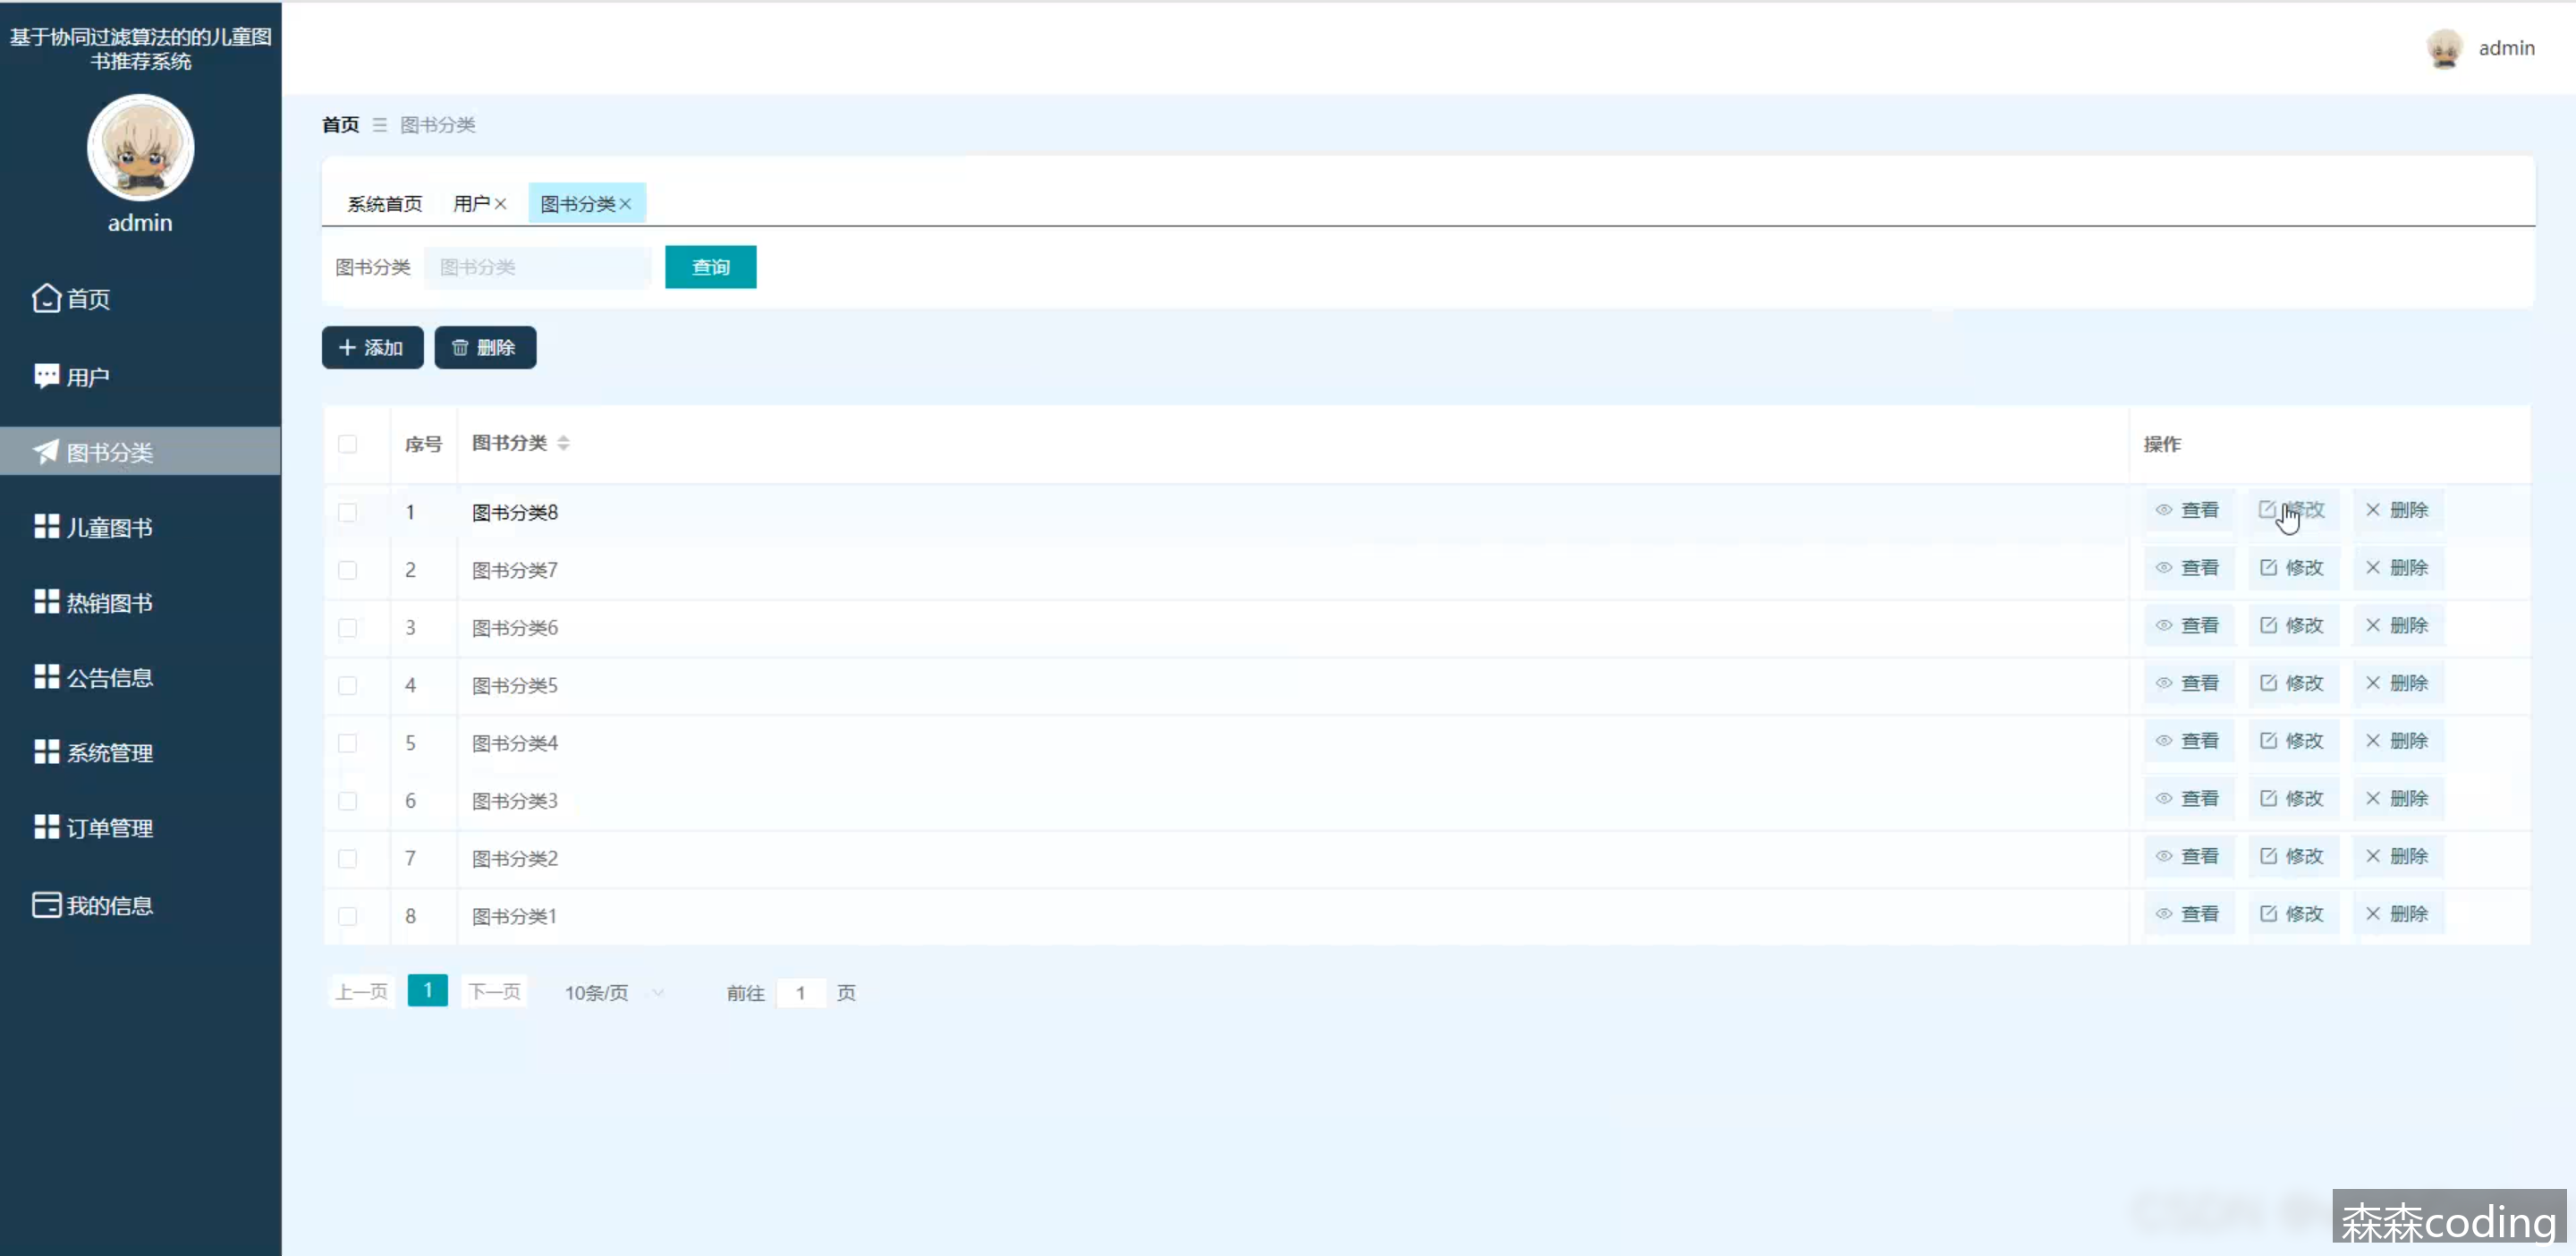 基于协同过滤算法的的儿童图
书推荐系统
admin
admin
首页
用户
图书分类
儿童图书
热销图书
公告信息
系统管理
订单管理
我的信息
首页 图书分类
系统首页 用户 图书分类
图书分类 图书分类 查询
添加 删除
序号 图书分类 操作
1 图书分类8 查看 修改 删除
2 图书分类7 查看 修改 删除
3 图书分类6 查看 修改 删除
4 图书分类5 查看 修改 删除
5 图书分类4 查看 修改 删除
6 图书分类3 查看 修改 删除
7 图书分类2 查看 修改 删除
8 图书分类1 查看 修改 删除
上一页 1 下一页 10条/页 前往 1 页
森森coding